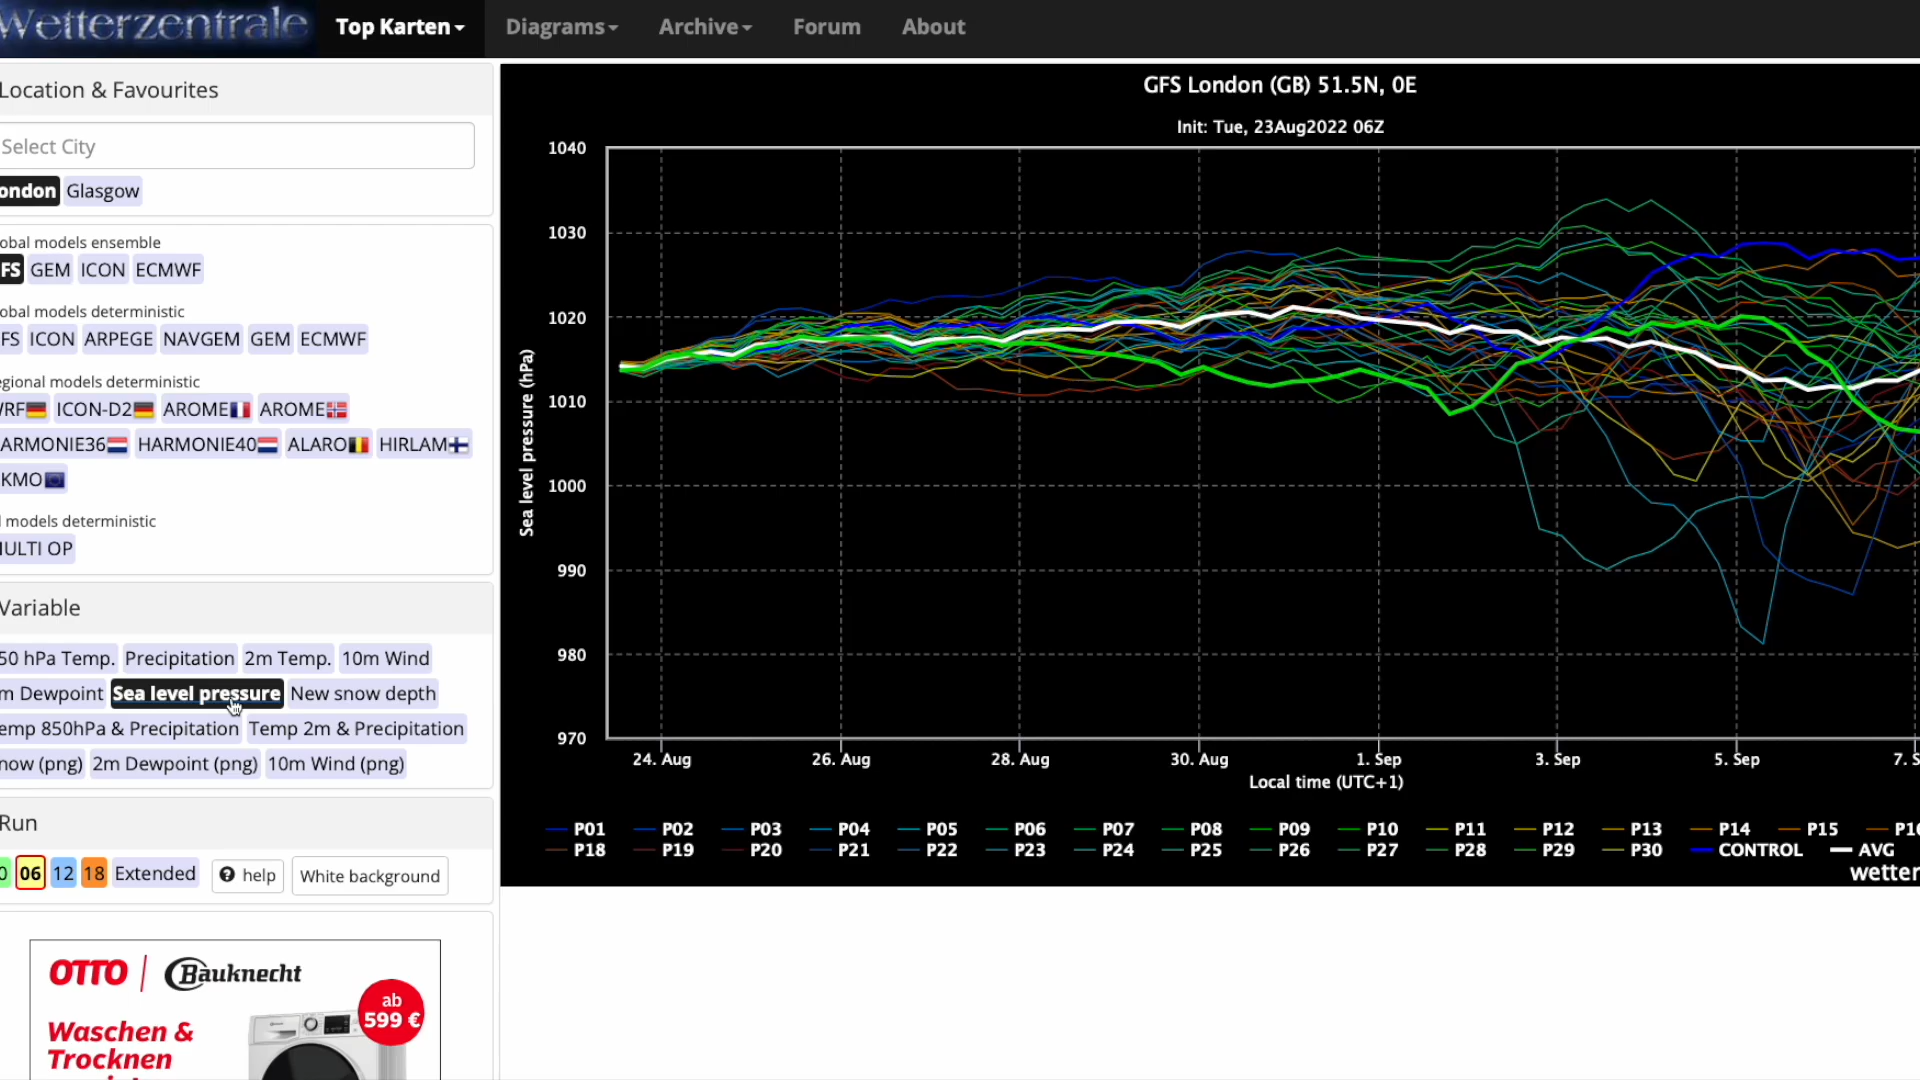 Wetterzentrale Top Karten Diagrams Archive Forum About
Location & Favourites
Select City
ondon Glasgow
obal models ensemble
FS GEM ICON ECMWF
obal models deterministic
FS ICON ARPEGE NAVGEM GEM ECMWF
egional models deterministic
RF ICON-D2 AROME AROME
ARMONIE36 HARMONIE40 ALARO HIRLAM
KMO
models deterministic
ULTI OP
Variable
50 hPa Temp. Precipitation 2m Temp. 10m Wind
m Dewpoint Sea level pressure New snow depth
emp 850hPa & Precipitation Temp 2m & Precipitation
now (png) 2m Dewpoint (png) 10m Wind (png)
Run
0 06 12 18 Extended help White background
OTTO Bauknecht
ab
599 €
Waschen &
Trocknen
GFS London (GB) 51.5N, 0E
Init: Tue, 23Aug2022 06Z
1040
1030
1020
1010
1000
990
980
970
Sea level pressure (hPa)
24. Aug 26. Aug 28. Aug 30. Aug 1. Sep 3. Sep 5. Sep 7. S
Local time (UTC+1)
P01 P02 P03 P04 P05 P06 P07 P08 P09 P10 P11 P12 P13 P14 P15 P1
P18 P19 P20 P21 P22 P23 P24 P25 P26 P27 P28 P29 P30 CONTROL AVG
wetter